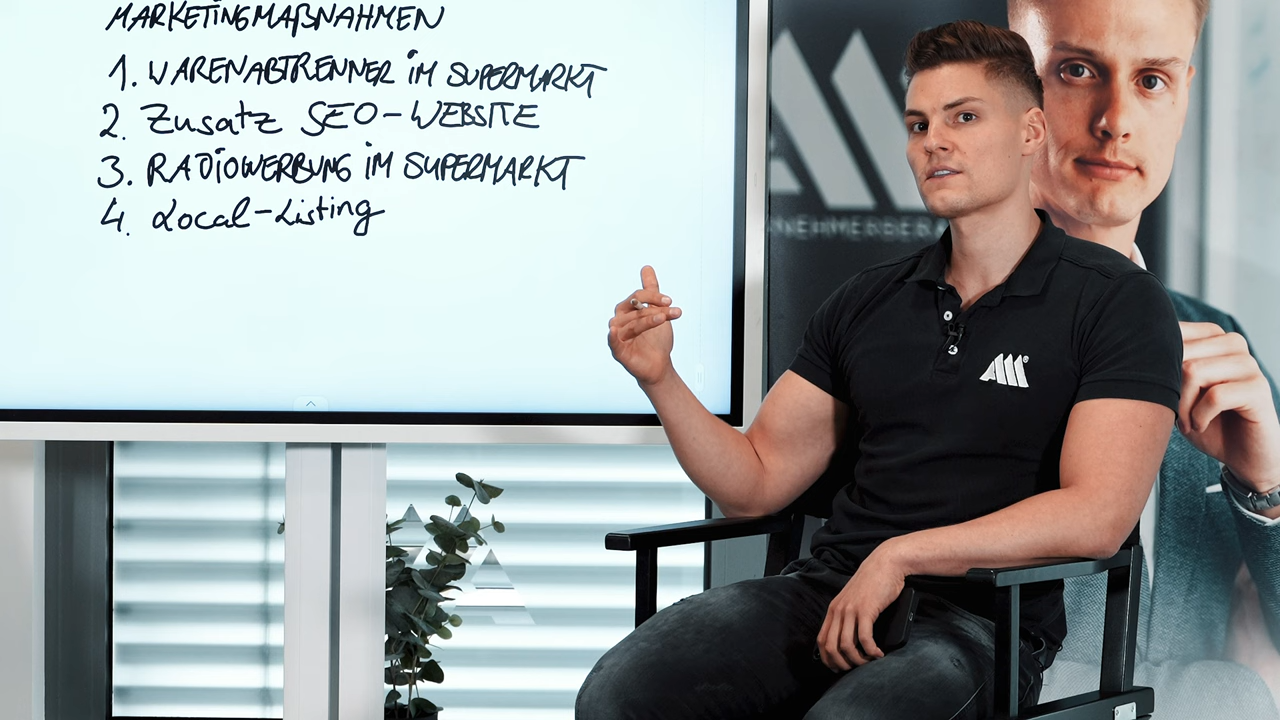 MARKETINGMAßNAHMEN
1. WARENABTRENNER IM SUPERMARKT
2. Zusatz SEO-WEBSITE
3. RADIOWERBUNG IM SUPERMARKT
4. Local-Listing